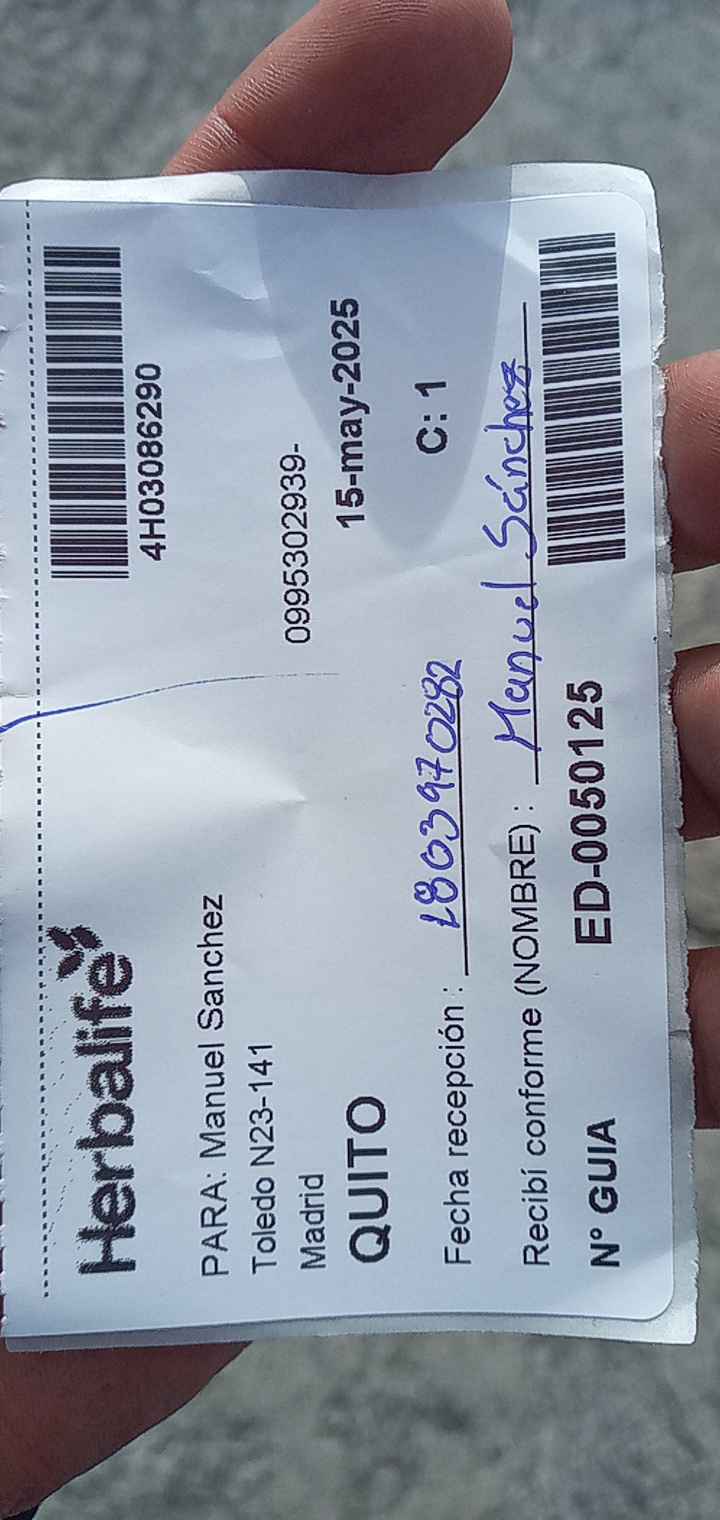 Herbalife
4H03086290
PARA: Manuel Sanchez
Toledo N23-141 0995302939-
Madrid
QUITO 15-may-2025
Fecha recepción : 1803970282 C: 1
Recibí conforme (NOMBRE) : Manuel Sánchez
N° GUIA ED-0050125